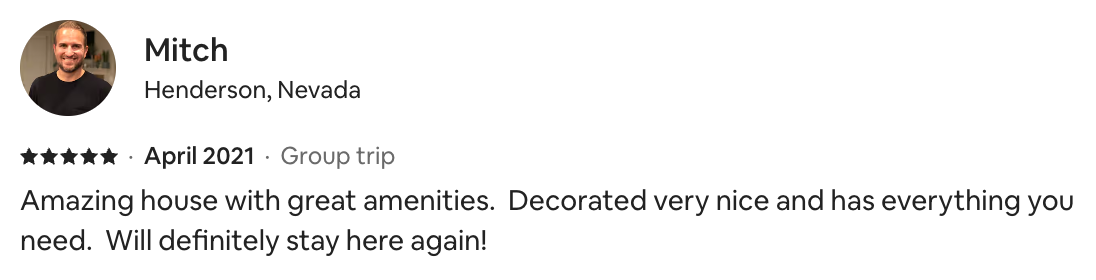 Mitch
Henderson, Nevada
★★★★★ · April 2021 · Group trip
Amazing house with great amenities.  Decorated very nice and has everything you
need.  Will definitely stay here again!